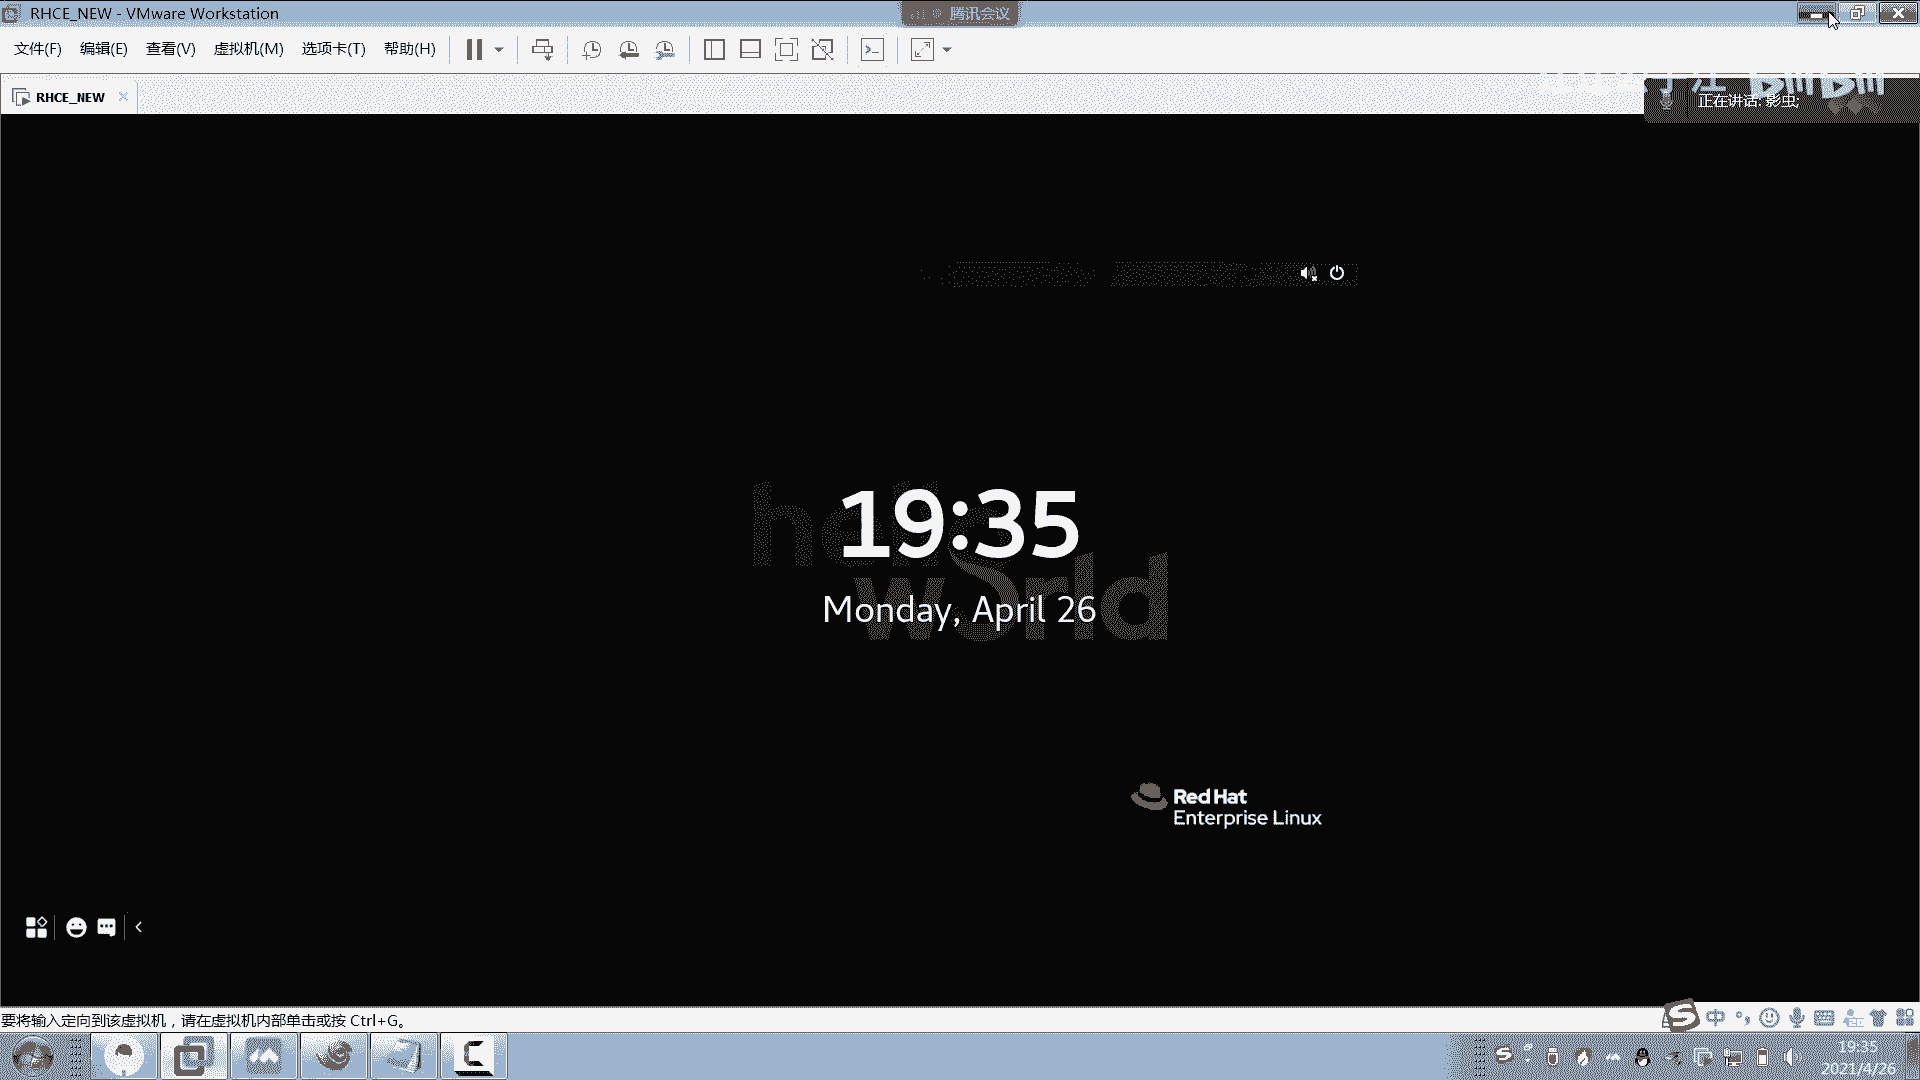 RHCE_NEW - VMware Workstation
腾讯会议
文件(F) 编辑(E) 查看(V) 虚拟机(M) 选项卡(T) 帮助(H)
RHCE_NEW
正在讲话: 影虫;
hello
19:35
world
Monday, April 26
Red Hat
Enterprise Linux
要将输入定向到该虚拟机，请在虚拟机内部单击或按 Ctrl+G。
中
19:35
2021/4/26